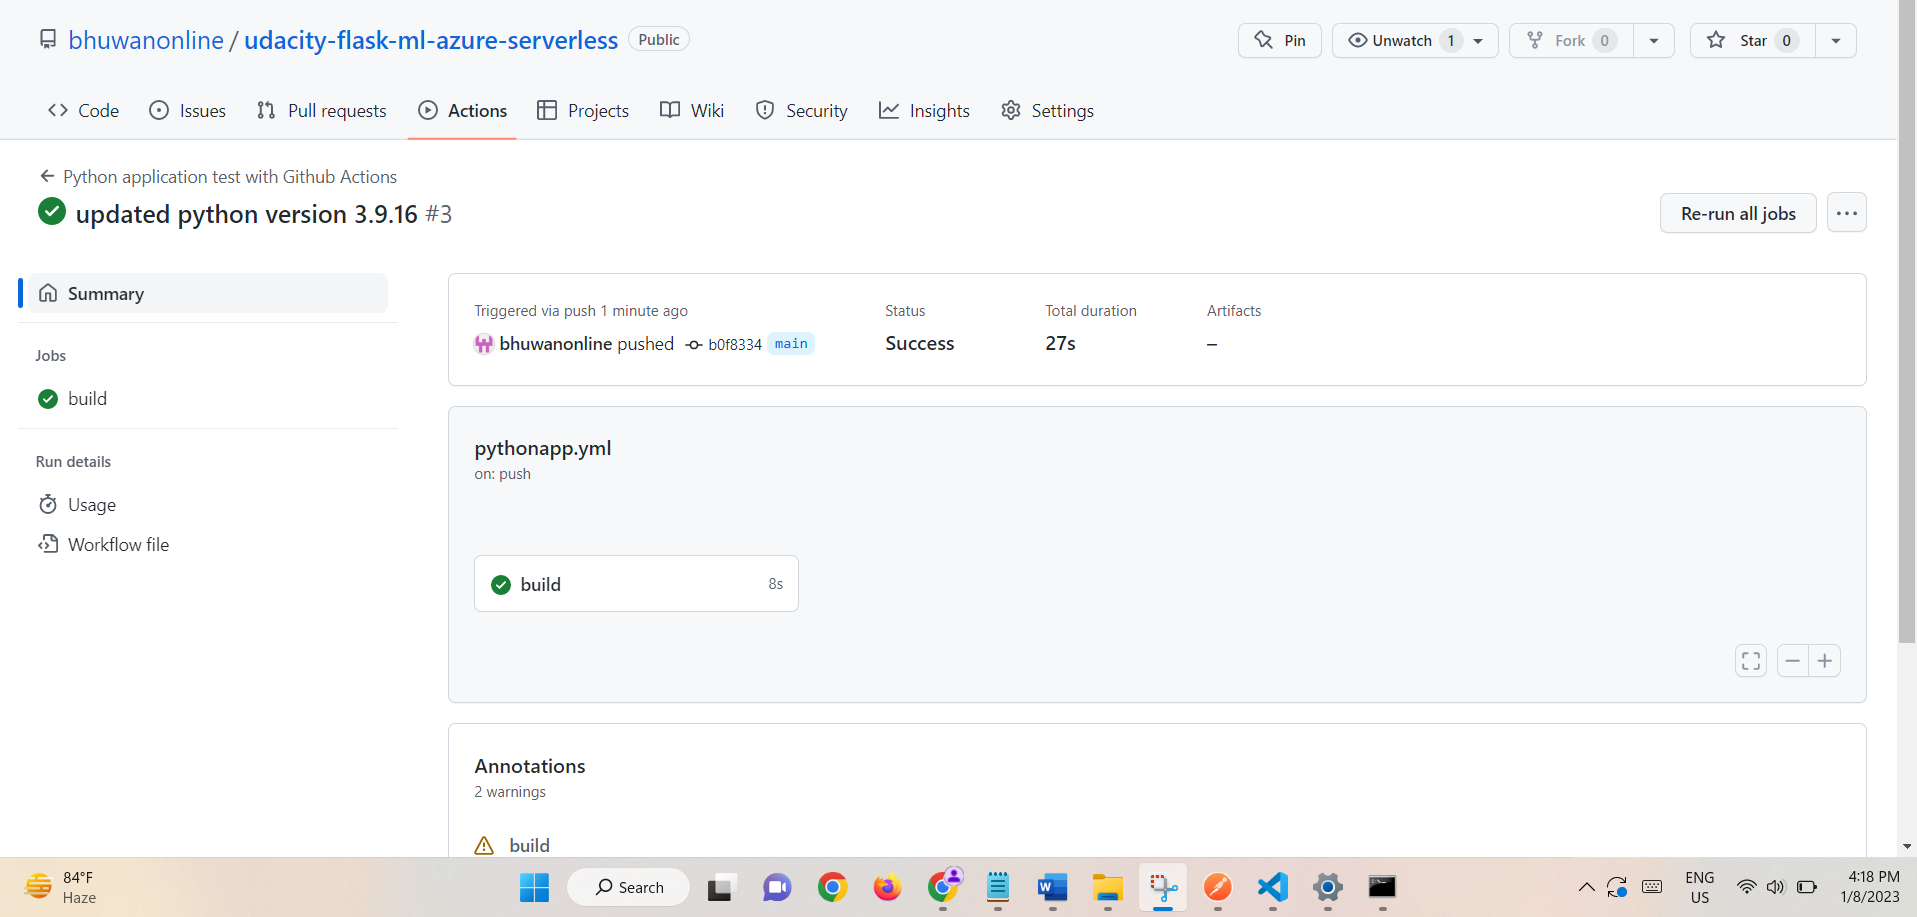 bhuwanonline / udacity-flask-ml-azure-serverless Public
Pin Unwatch 1 Fork 0 Star 0
Code Issues Pull requests Actions Projects Wiki Security Insights Settings
Python application test with Github Actions
updated python version 3.9.16 #3
Re-run all jobs
Summary
Jobs
build
Run details
Usage
Workflow file
Triggered via push 1 minute ago
bhuwanonline pushed b0f8334 main
Status
Success
Total duration
27s
Artifacts
–
pythonapp.yml
on: push
build 8s
Annotations
2 warnings
build
84°F
Haze
Search
ENG
US
4:18 PM
1/8/2023